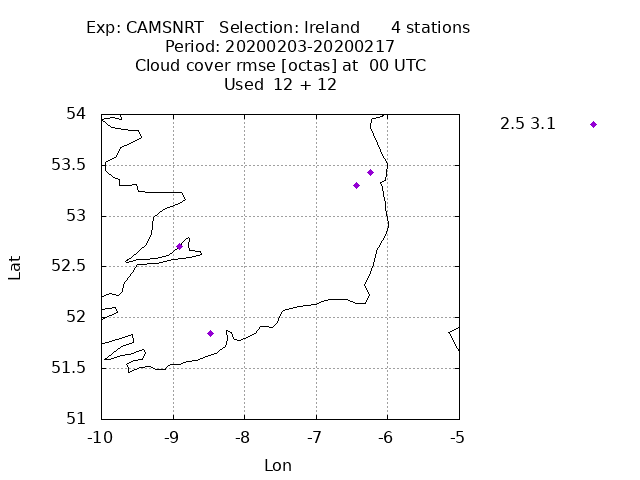 Exp: CAMSNRT   Selection: Ireland      4 stations
Period: 20200203-20200217
Cloud cover rmse [octas] at  00 UTC
Used  12 + 12
2.5 3.1
54
53.5
53
52.5
52
51.5
51
Lat
-10 -9 -8 -7 -6 -5
Lon